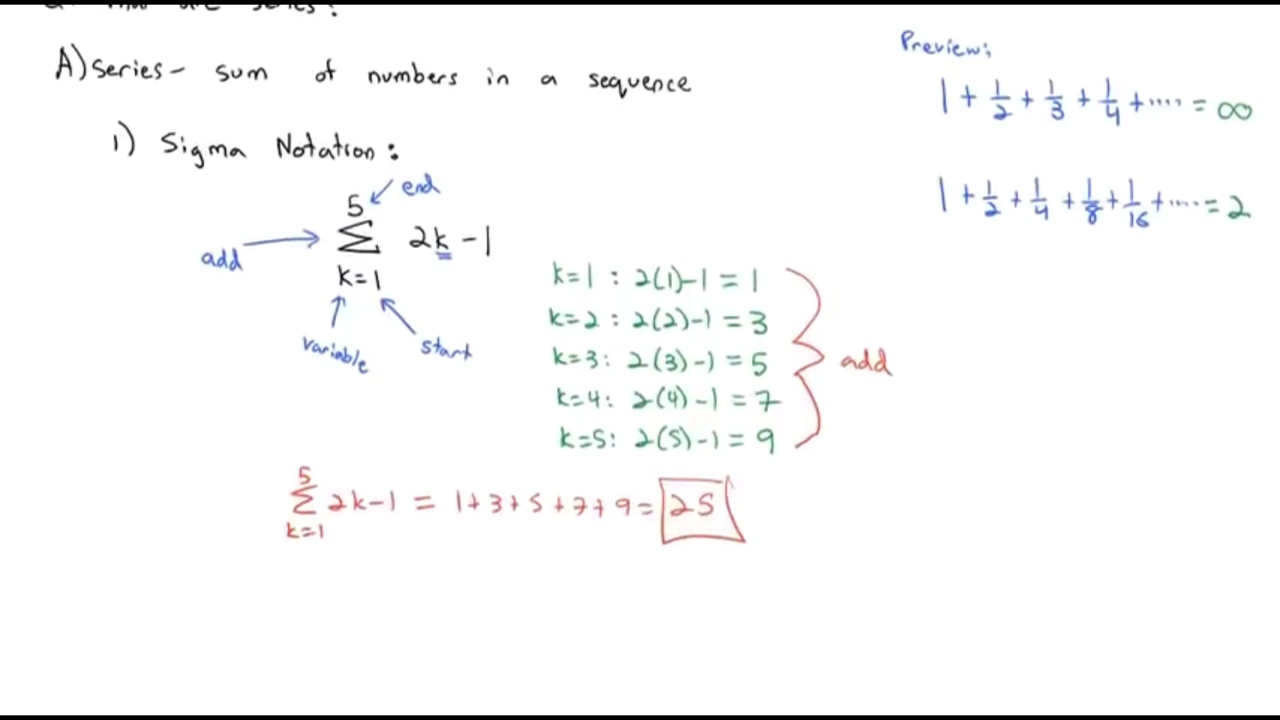 series?
A) series - sum of numbers in a sequence
1) Sigma Notation:
5 ← end
add → ∑ 2k - 1
k=1
variable start
k=1 : 2(1)-1 = 1
k=2 : 2(2)-1 = 3
k=3: 2(3)-1 = 5
k=4: 2(4)-1 = 7
k=5: 2(5)-1 = 9
add
5
∑ 2k-1 = 1+3+5+7+9= 25
k=1
Preview:
1 + 1/2 + 1/3 + 1/4 + .... = ∞
1 + 1/2 + 1/4 + 1/8 + 1/16 + .... = 2